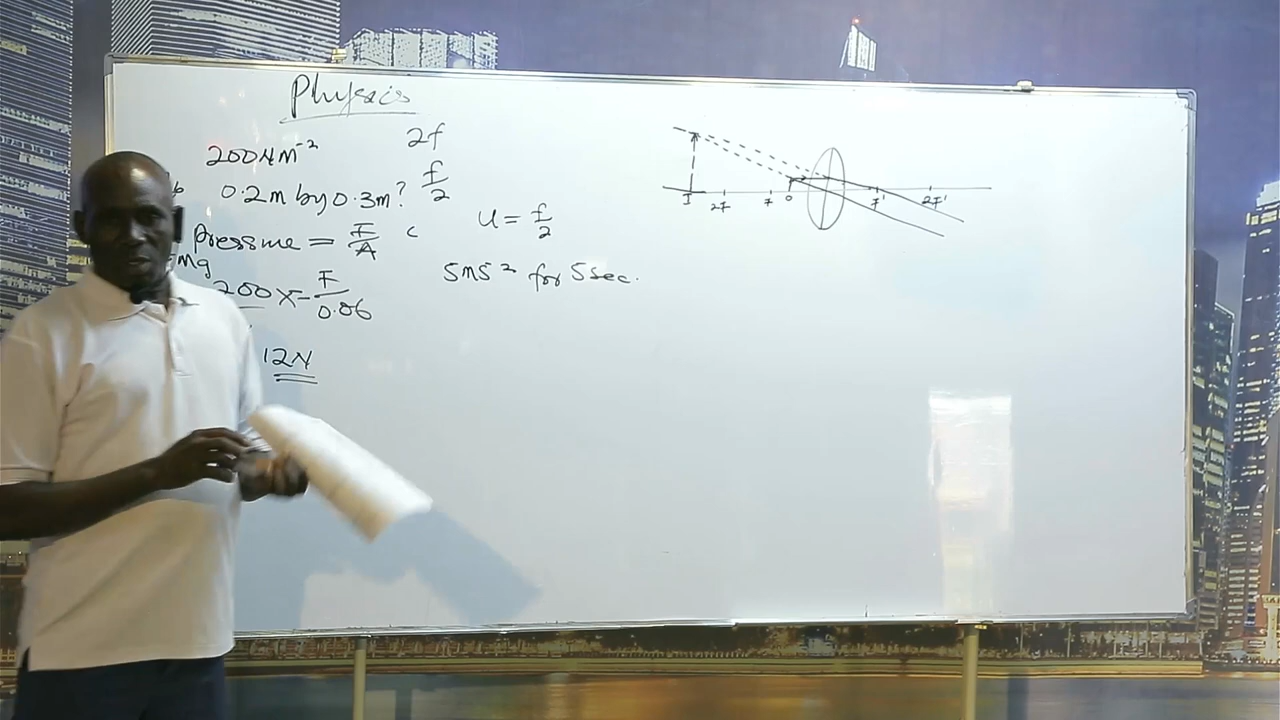 Physics
200Nm⁻²
0.2m by 0.3m?
Pressure = F/A
mg
200 X = F/0.06
12N
2f
f/2
c
U = f/2
5ms⁻² for 5sec.
I 2F F O F' 2F'